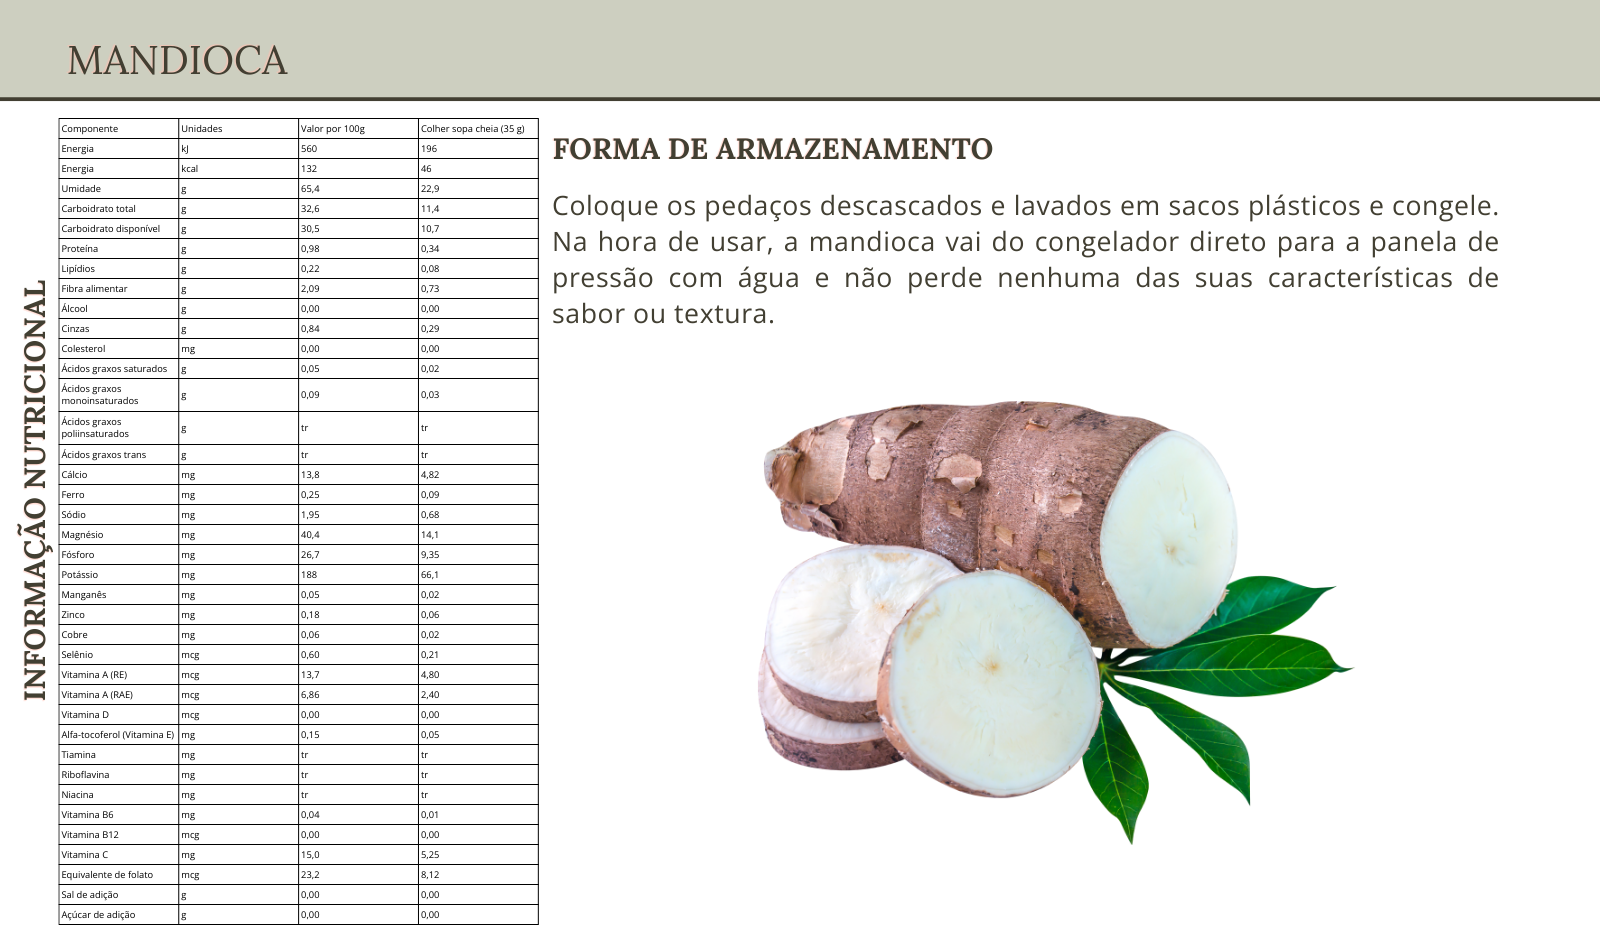 MANDIOCA
INFORMAÇÃO NUTRICIONAL
Componente Unidades Valor por 100g Colher sopa cheia (35 g)
Energia kJ 560 196
Energia kcal 132 46
Umidade g 65,4 22,9
Carboidrato total g 32,6 11,4
Carboidrato disponível g 30,5 10,7
Proteína g 0,98 0,34
Lipídios g 0,22 0,08
Fibra alimentar g 2,09 0,73
Álcool g 0,00 0,00
Cinzas g 0,84 0,29
Colesterol mg 0,00 0,00
Ácidos graxos saturados g 0,05 0,02
Ácidos graxos
monoinsaturados g 0,09 0,03
Ácidos graxos
poliinsaturados g tr tr
Ácidos graxos trans g tr tr
Cálcio mg 13,8 4,82
Ferro mg 0,25 0,09
Sódio mg 1,95 0,68
Magnésio mg 40,4 14,1
Fósforo mg 26,7 9,35
Potássio mg 188 66,1
Manganês mg 0,05 0,02
Zinco mg 0,18 0,06
Cobre mg 0,06 0,02
Selênio mcg 0,60 0,21
Vitamina A (RE) mcg 13,7 4,80
Vitamina A (RAE) mcg 6,86 2,40
Vitamina D mcg 0,00 0,00
Alfa-tocoferol (Vitamina E) mg 0,15 0,05
Tiamina mg tr tr
Riboflavina mg tr tr
Niacina mg tr tr
Vitamina B6 mg 0,04 0,01
Vitamina B12 mcg 0,00 0,00
Vitamina C mg 15,0 5,25
Equivalente de folato mcg 23,2 8,12
Sal de adição g 0,00 0,00
Açúcar de adição g 0,00 0,00
FORMA DE ARMAZENAMENTO
Coloque os pedaços descascados e lavados em sacos plásticos e congele.
Na hora de usar, a mandioca vai do congelador direto para a panela de
pressão com água e não perde nenhuma das suas características de
sabor ou textura.